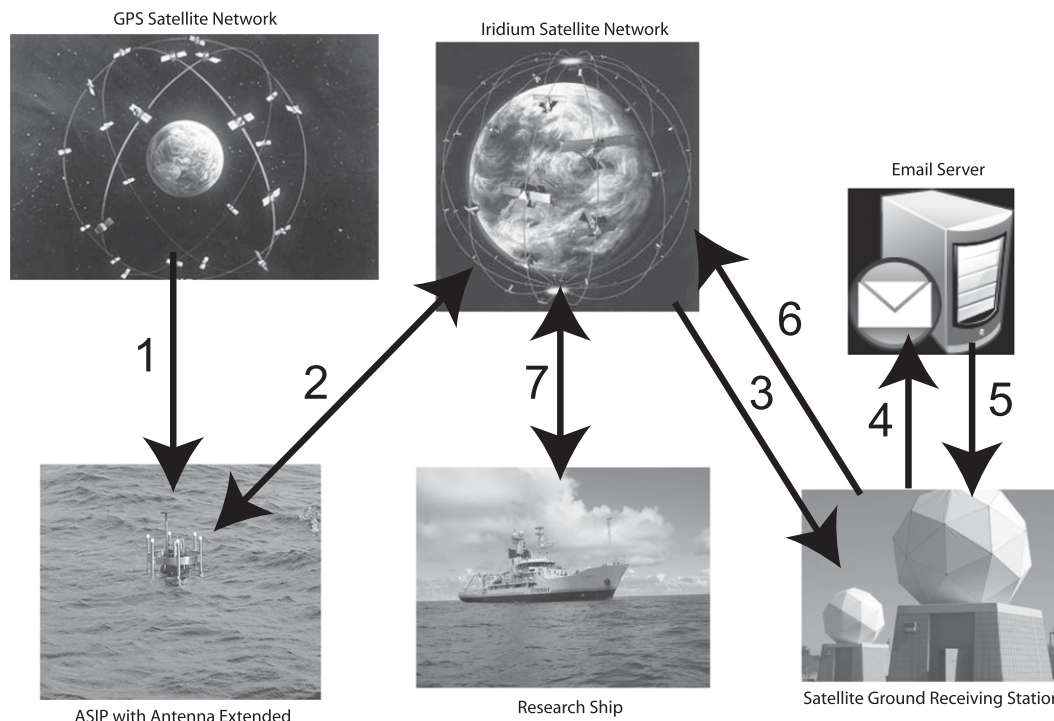 GPS Satellite Network
Iridium Satellite Network
Email Server
1
2
7
3
6
4
5
ASIP with Antenna Extended
Research Ship
Satellite Ground Receiving Station